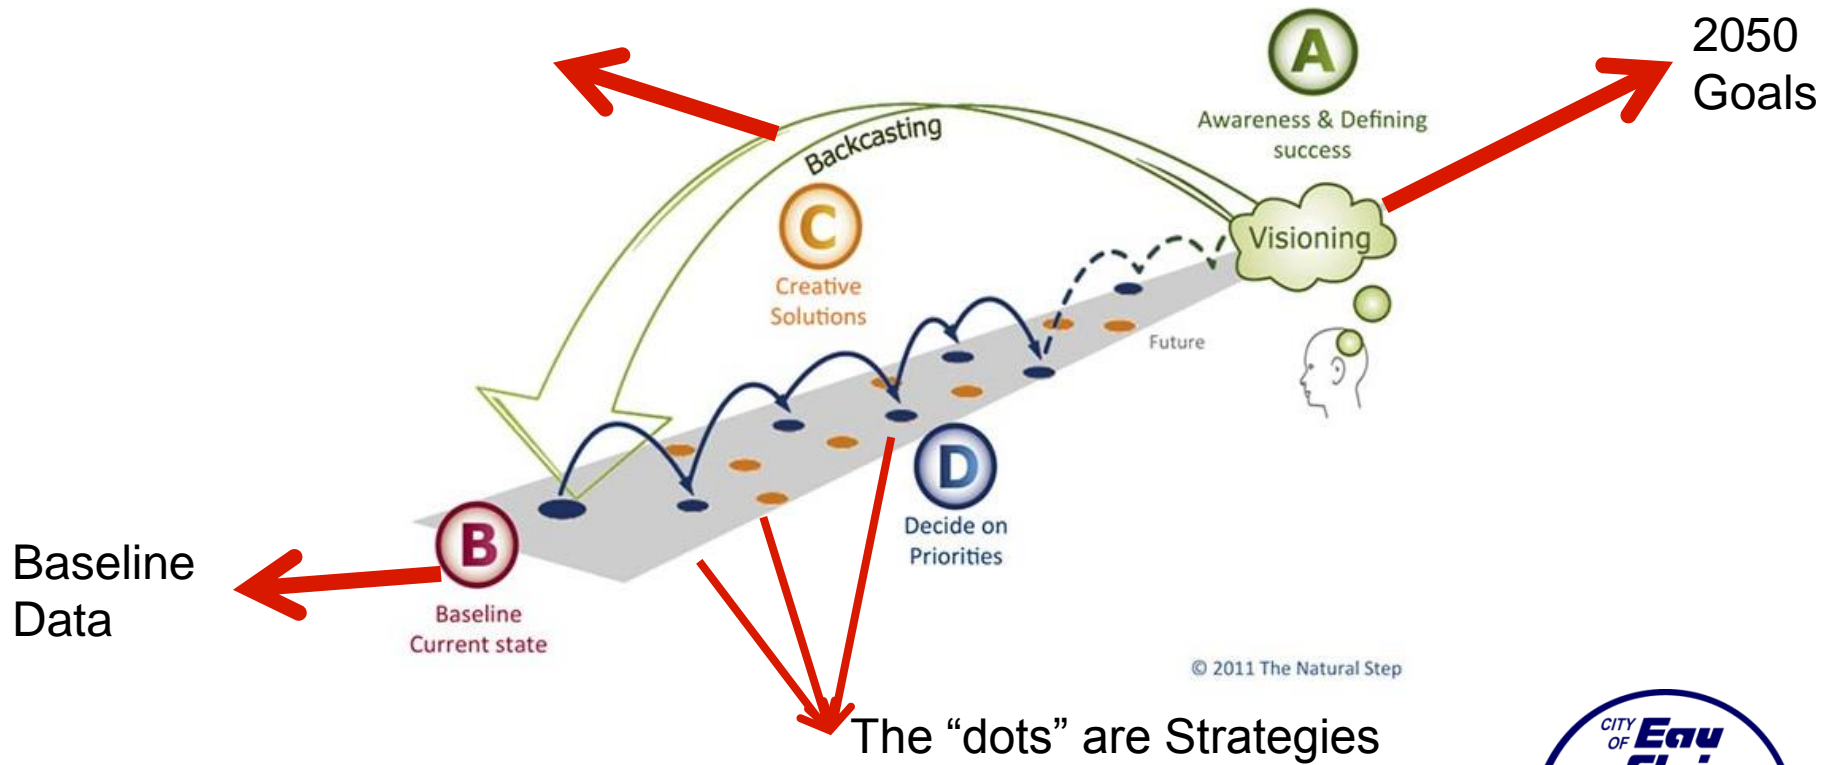 2050
Goals
A
Awareness & Defining
success
Backcasting
C
Creative
Solutions
Visioning
Future
D
Decide on
Priorities
B
Baseline
Data
Baseline
Current state
© 2011 The Natural Step
The “dots” are Strategies
CITY
OF Eau